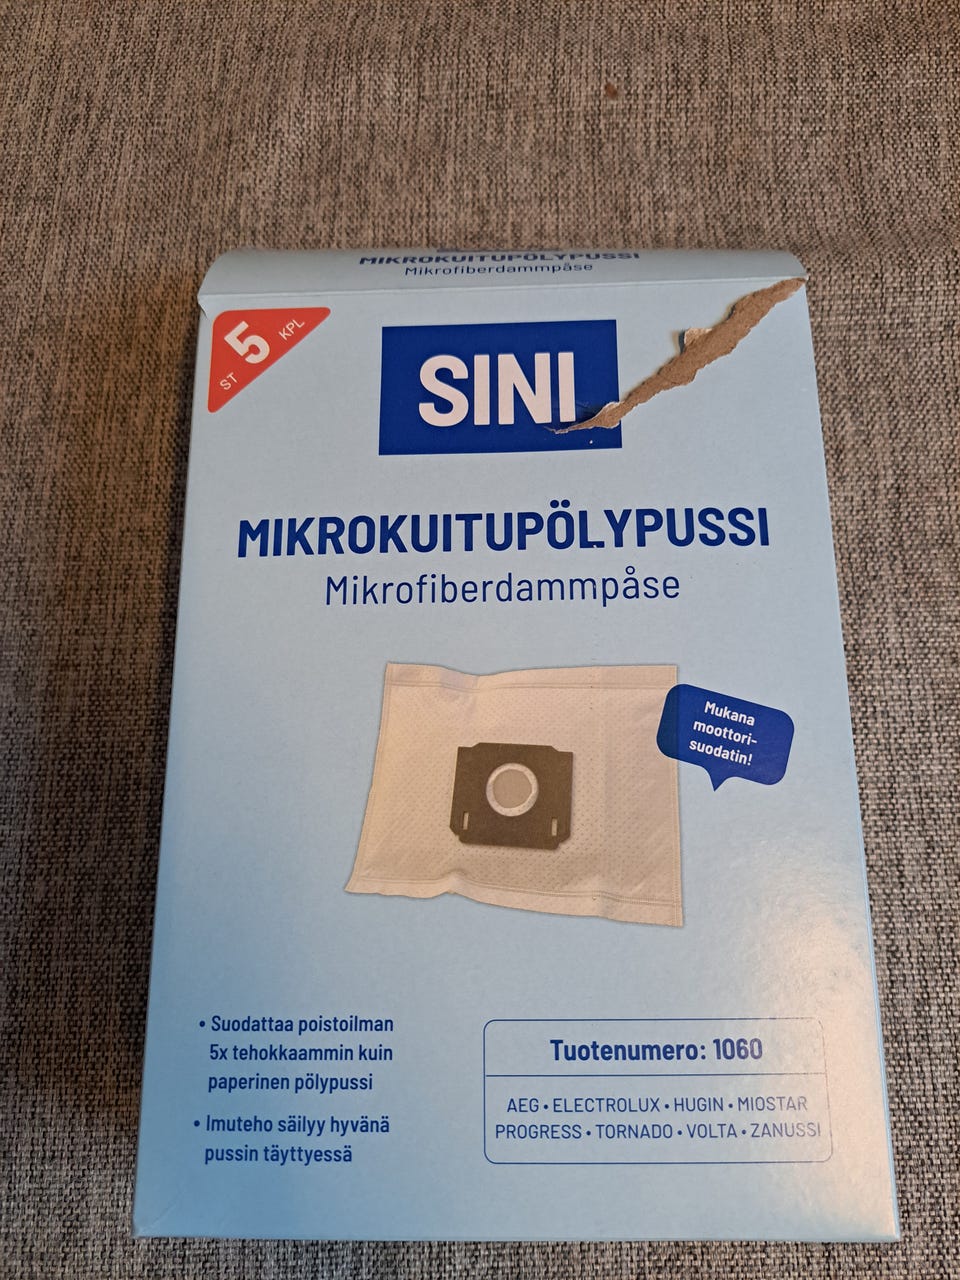 MIKROKUITUPÖLYPUSSI
Mikrofiberdammpåse
ST 5 KPL
SINI
MIKROKUITUPÖLYPUSSI
Mikrofiberdammpåse
Mukana
moottori-
suodatin!
• Suodattaa poistoilman
5x tehokkaammin kuin
paperinen pölypussi
• Imuteho säilyy hyvänä
pussin täyttyessä
Tuotenumero: 1060
AEG • ELECTROLUX • HUGIN • MIOSTAR
PROGRESS • TORNADO • VOLTA • ZANUSSI